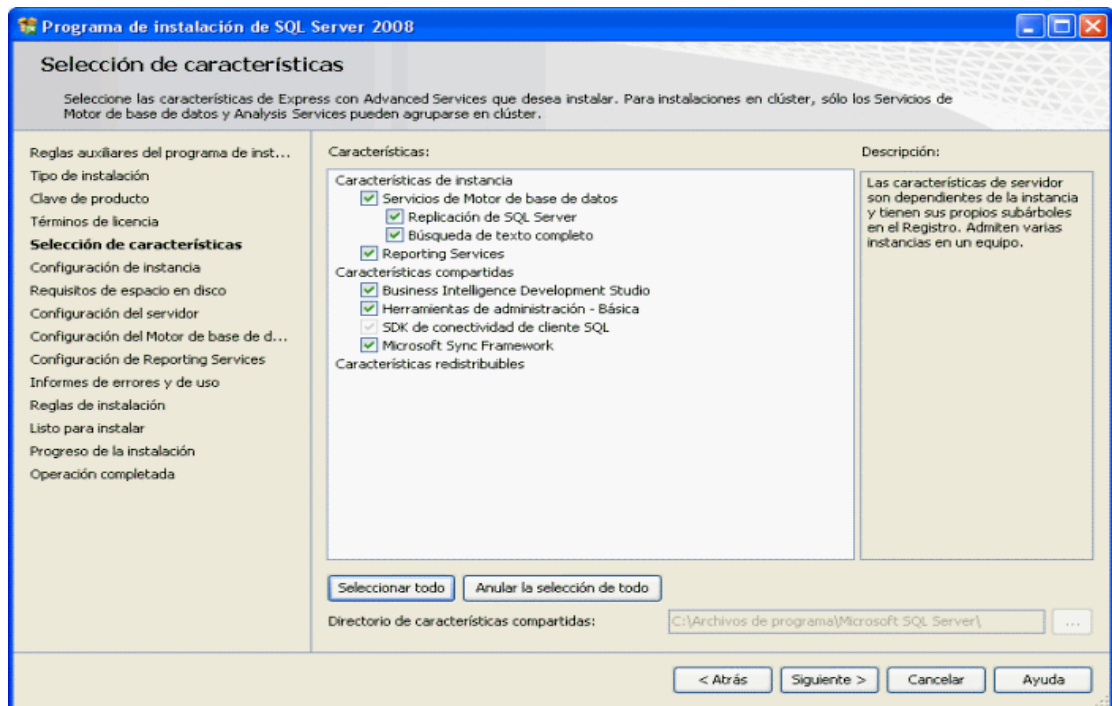 Programa de instalación de SQL Server 2008
Selección de características
Seleccione las características de Express con Advanced Services que desea instalar. Para instalaciones en clúster, sólo los Servicios de
Motor de base de datos y Analysis Services pueden agruparse en clúster.
Reglas auxiliares del programa de inst...
Tipo de instalación
Clave de producto
Términos de licencia
Selección de características
Configuración de instancia
Requisitos de espacio en disco
Configuración del servidor
Configuración del Motor de base de d...
Configuración de Reporting Services
Informes de errores y de uso
Reglas de instalación
Listo para instalar
Progreso de la instalación
Operación completada
Características:
Características de instancia
Servicios de Motor de base de datos
Replicación de SQL Server
Búsqueda de texto completo
Reporting Services
Características compartidas
Business Intelligence Development Studio
Herramientas de administración - Básica
SDK de conectividad de cliente SQL
Microsoft Sync Framework
Características redistribuibles
Descripción:
Las características de servidor
son dependientes de la instancia
y tienen sus propios subárboles
en el Registro. Admiten varias
instancias en un equipo.
Seleccionar todo
Anular la selección de todo
Directorio de características compartidas:
C:\Archivos de programa\Microsoft SQL Server\
...
< Atrás
Siguiente >
Cancelar
Ayuda